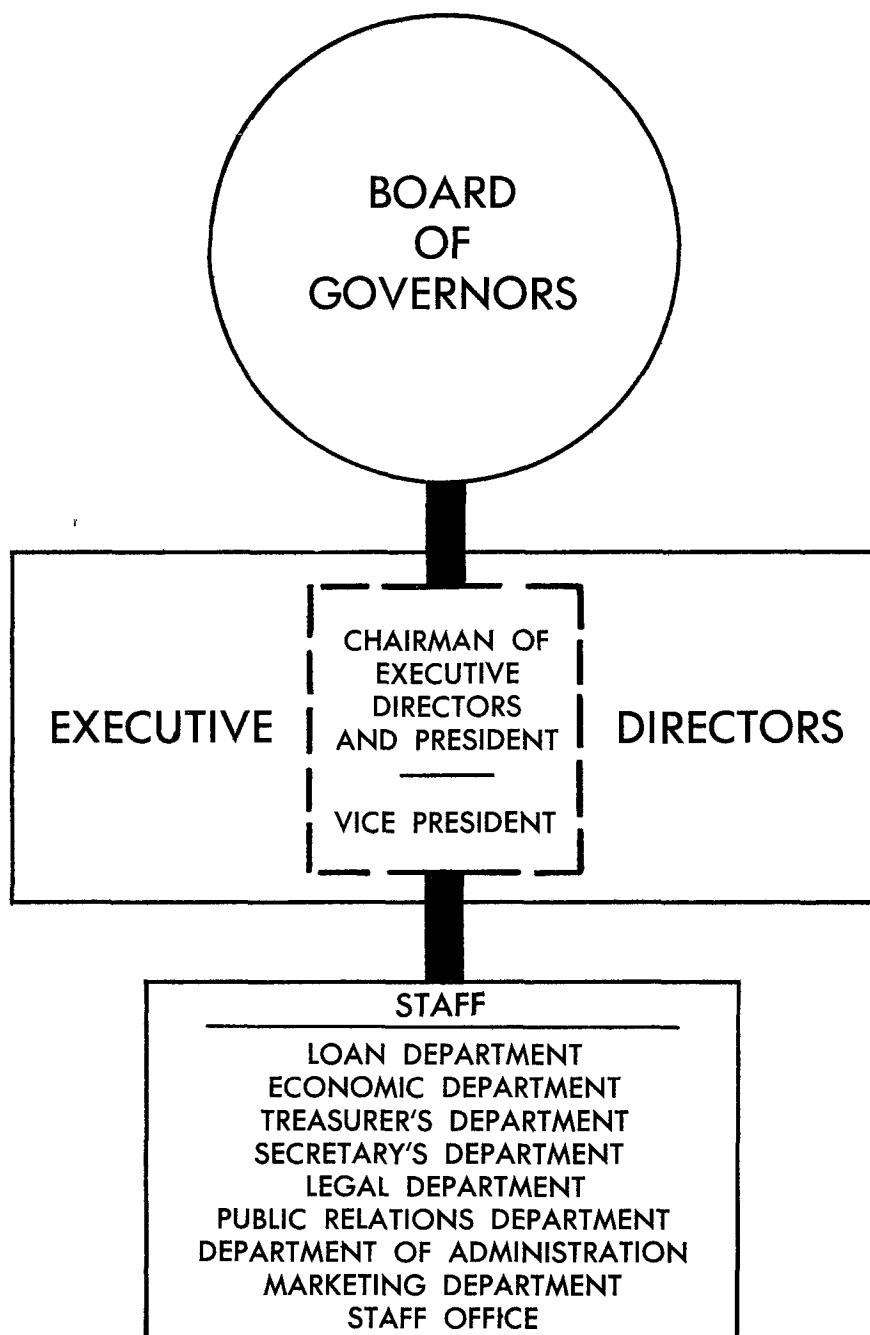 BOARD
OF
GOVERNORS
EXECUTIVE
CHAIRMAN OF
EXECUTIVE
DIRECTORS
AND PRESIDENT
VICE PRESIDENT
DIRECTORS
STAFF
LOAN DEPARTMENT
ECONOMIC DEPARTMENT
TREASURER'S DEPARTMENT
SECRETARY'S DEPARTMENT
LEGAL DEPARTMENT
PUBLIC RELATIONS DEPARTMENT
DEPARTMENT OF ADMINISTRATION
MARKETING DEPARTMENT
STAFF OFFICE